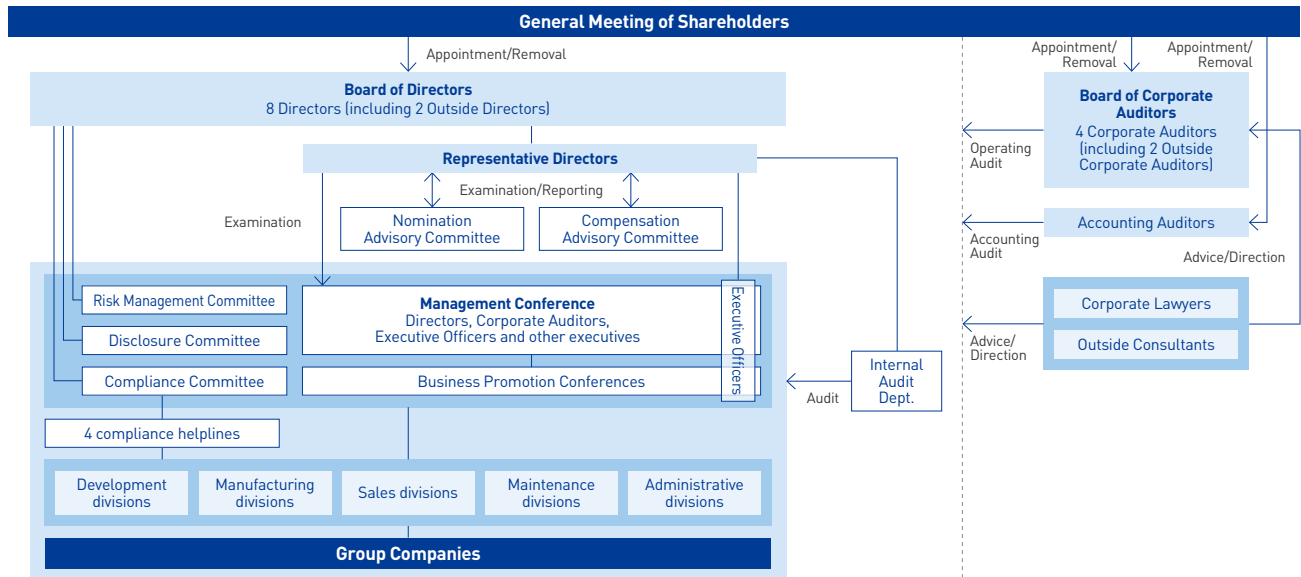 General Meeting of Shareholders
Appointment/Removal
Appointment/
Removal
Appointment/
Removal
Board of Directors
8 Directors (including 2 Outside Directors)
Board of Corporate
Auditors
4 Corporate Auditors
(including 2 Outside
Corporate Auditors)
Operating
Audit
Representative Directors
Examination/Reporting
Examination
Nomination
Advisory Committee
Compensation
Advisory Committee
Accounting Auditors
Accounting
Audit
Advice/Direction
Risk Management Committee
Disclosure Committee
Compliance Committee
Management Conference
Directors, Corporate Auditors,
Executive Officers and other executives
Business Promotion Conferences
Executive Officers
Audit
Internal
Audit
Dept.
Corporate Lawyers
Outside Consultants
Advice/
Direction
4 compliance helplines
Development
divisions
Manufacturing
divisions
Sales divisions
Maintenance
divisions
Administrative
divisions
Group Companies